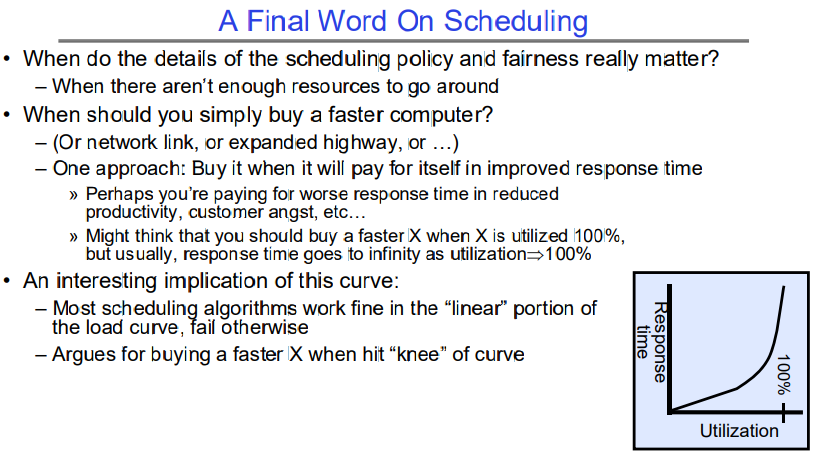 A Final Word On Scheduling
• When do the details of the scheduling policy and fairness really matter?
– When there aren't enough resources to go around
• When should you simply buy a faster computer?
– (Or network link, or expanded highway, or …)
– One approach: Buy it when it will pay for itself in improved response time
» Perhaps you're paying for worse response time in reduced
productivity, customer angst, etc…
» Might think that you should buy a faster X when X is utilized 100%,
but usually, response time goes to infinity as utilization⇒100%
• An interesting implication of this curve:
– Most scheduling algorithms work fine in the “linear” portion of
the load curve, fail otherwise
– Argues for buying a faster X when hit “knee” of curve
Response
time
100%
Utilization